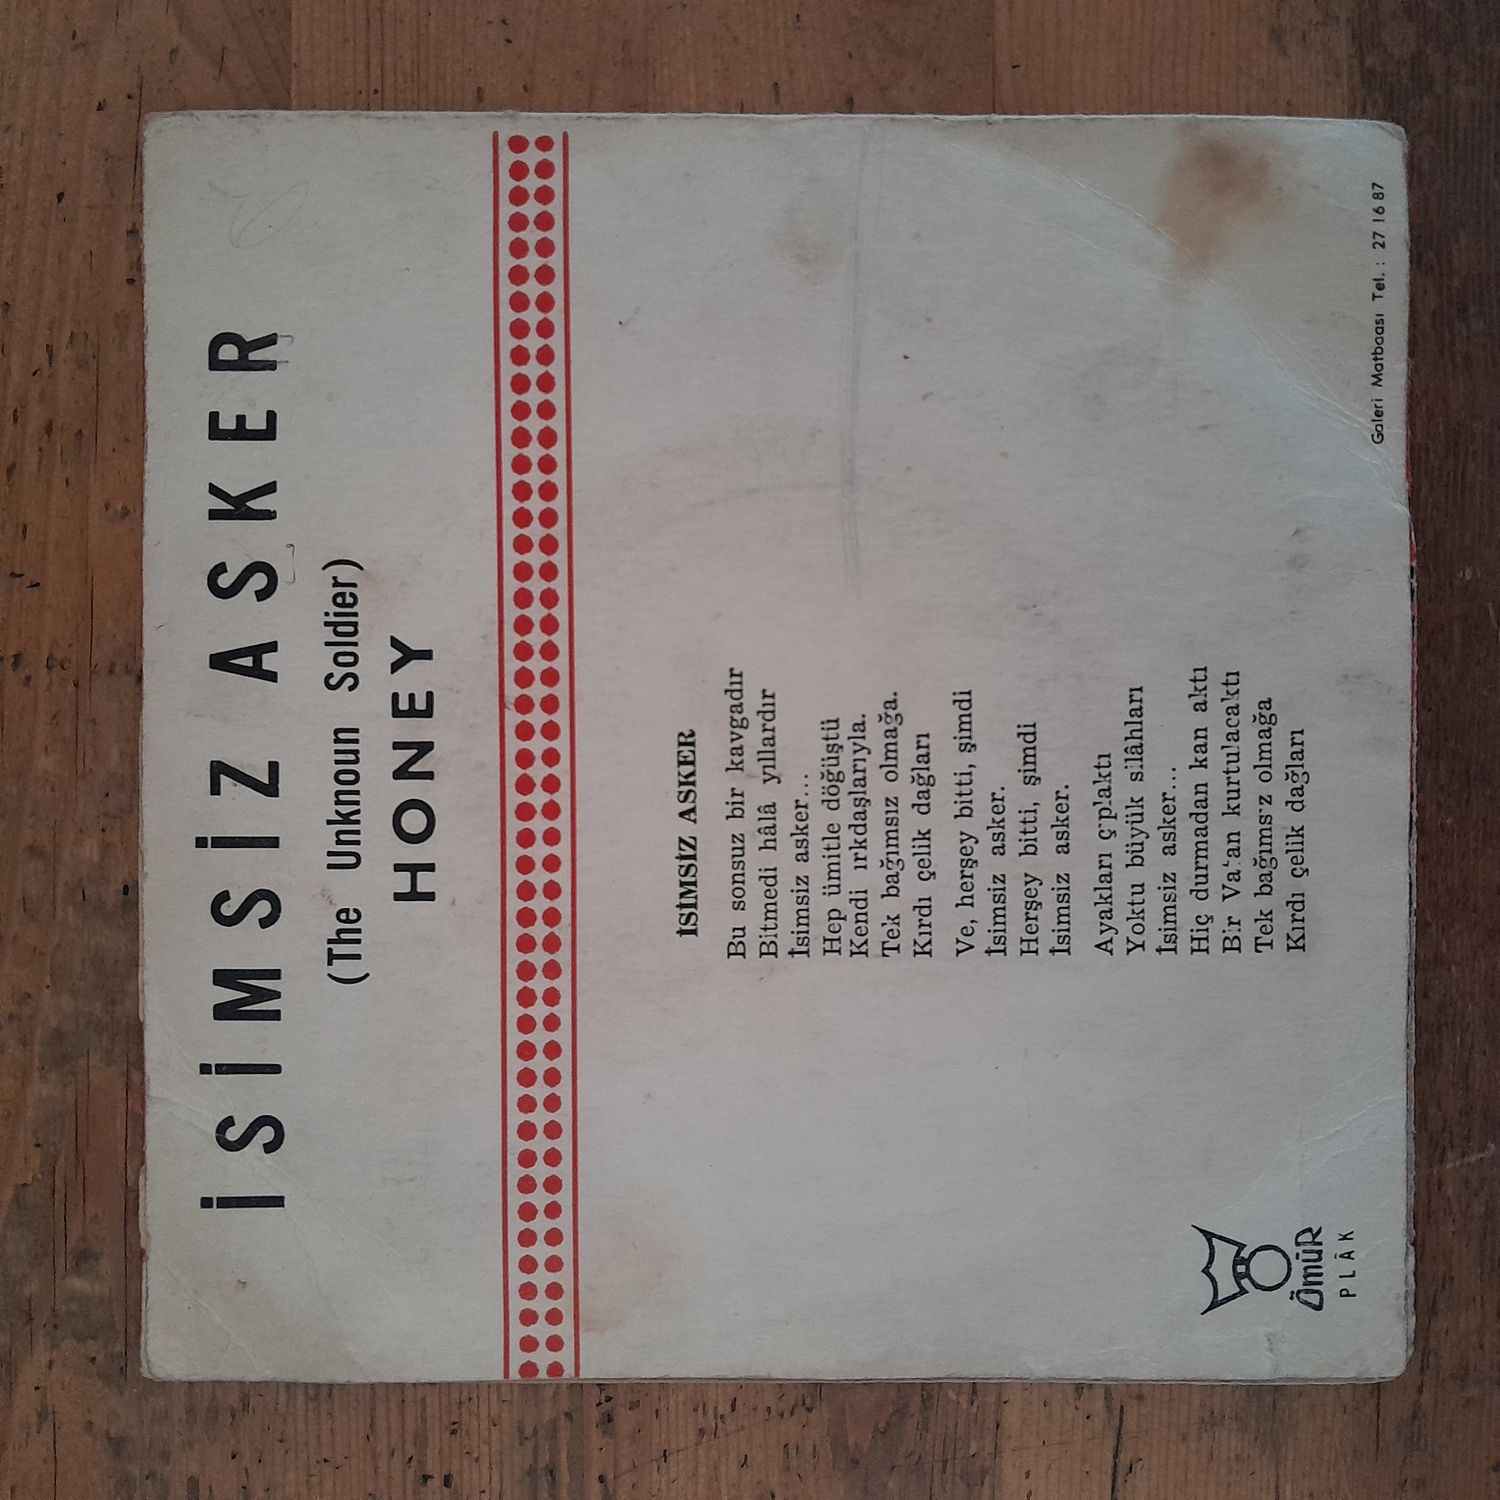 İSİMSİZ ASKER
(The Unknoun Soldier)
HONEY
İSİMSİZ ASKER
Bu sonsuz bir kavgadır
Bitmedi hâlâ yıllardır
İsimsiz asker...
Hep ümitle döğüştü
Kendi ırkdaşlarıyla.
Tek bağımsız olmağa.
Kırdı çelik dağları
Ve, herşey bitti, şimdi
İsimsiz asker.
Herşey bitti, şimdi
İsimsiz asker.
Ayakları çıplaktı
Yoktu büyük silâhları
İsimsiz asker...
Hiç durmadan kan aktı
Bir Vatan kurtulacaktı
Tek bağımsız olmağa
Kırdı çelik dağları
ÖMÜR
PLÂK
Galeri Matbaası Tel. : 27 16 87